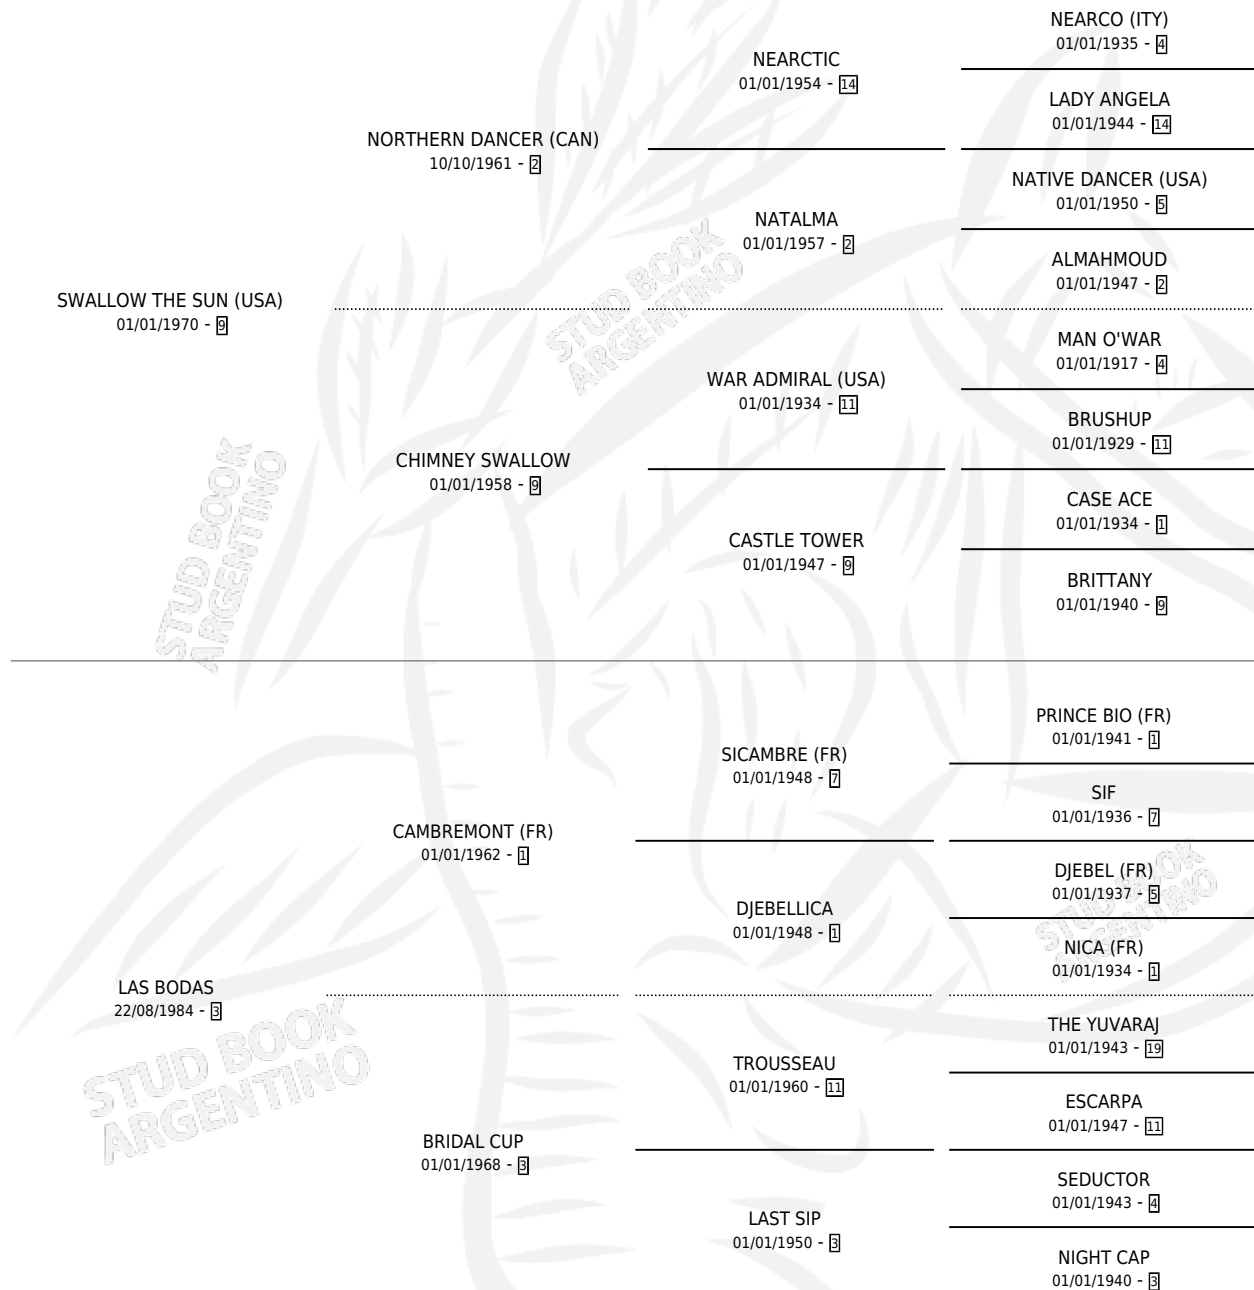 NEARCO (ITY)
01/01/1935 - 4
NEARCTIC
01/01/1954 - 14
LADY ANGELA
01/01/1944 - 14
NORTHERN DANCER (CAN)
10/10/1961 - 2
NATIVE DANCER (USA)
01/01/1950 - 5
NATALMA
01/01/1957 - 2
ALMAHMOUD
01/01/1947 - 2
SWALLOW THE SUN (USA)
01/01/1970 - 9
MAN O'WAR
01/01/1917 - 4
WAR ADMIRAL (USA)
01/01/1934 - 11
BRUSHUP
01/01/1929 - 11
CHIMNEY SWALLOW
01/01/1958 - 9
CASE ACE
01/01/1934 - 1
CASTLE TOWER
01/01/1947 - 9
BRITTANY
01/01/1940 - 9
PRINCE BIO (FR)
01/01/1941 - 1
SICAMBRE (FR)
01/01/1948 - 7
SIF
01/01/1936 - 7
CAMBREMONT (FR)
01/01/1962 - 1
DJEBEL (FR)
01/01/1937 - 5
DJEBELLICA
01/01/1948 - 1
NICA (FR)
01/01/1934 - 1
LAS BODAS
22/08/1984 - 3
THE YUVARAJ
01/01/1943 - 19
TROUSSEAU
01/01/1960 - 11
ESCARPA
01/01/1947 - 11
BRIDAL CUP
01/01/1968 - 3
SEDUCTOR
01/01/1943 - 4
LAST SIP
01/01/1950 - 3
NIGHT CAP
01/01/1940 - 3
STUD BOOK
ARGENTINO
STUD BOOK
ARGENTINO
STUD BOOK
ARGENTINO
STUD BOOK
ARGENTINO